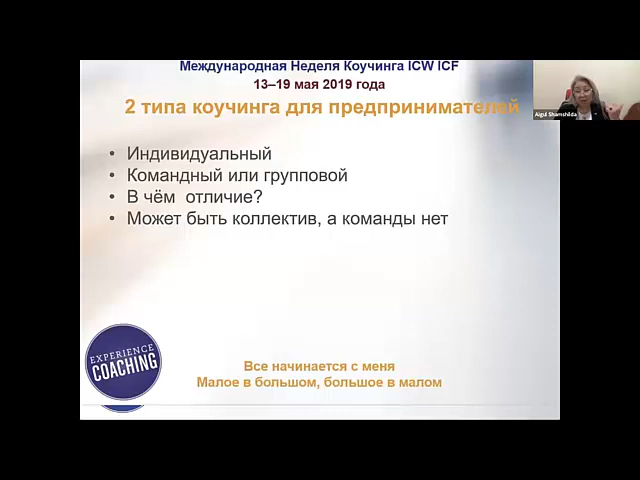 Международная Неделя Коучинга ICW ICF
13–19 мая 2019 года
2 типа коучинга для предпринимателей
Aigul Shamshilda
• Индивидуальный
• Командный или групповой
• В чём отличие?
• Может быть коллектив, а команды нет
EXPERIENCE
COACHING
Все начинается с меня
Малое в большом, большое в малом